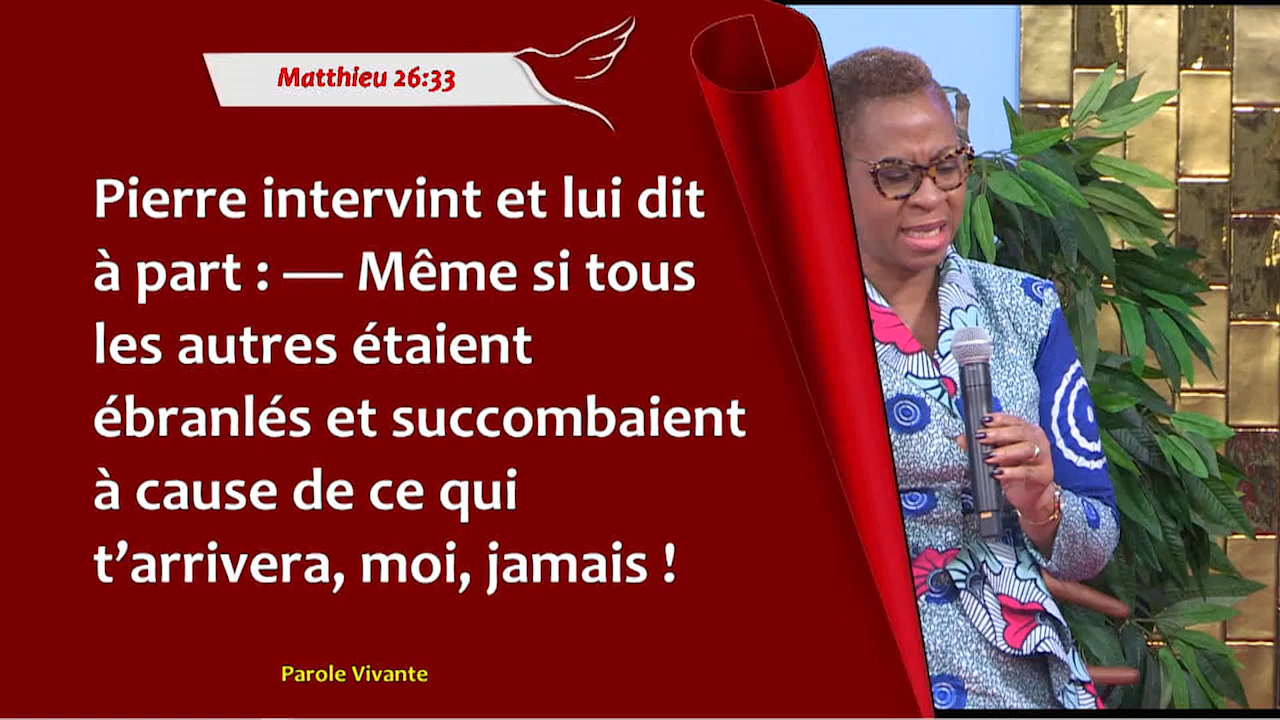 Matthieu 26:33
Pierre intervint et lui dit
à part : — Même si tous
les autres étaient
ébranlés et succombaient
à cause de ce qui
t’arrivera, moi, jamais !
Parole Vivante